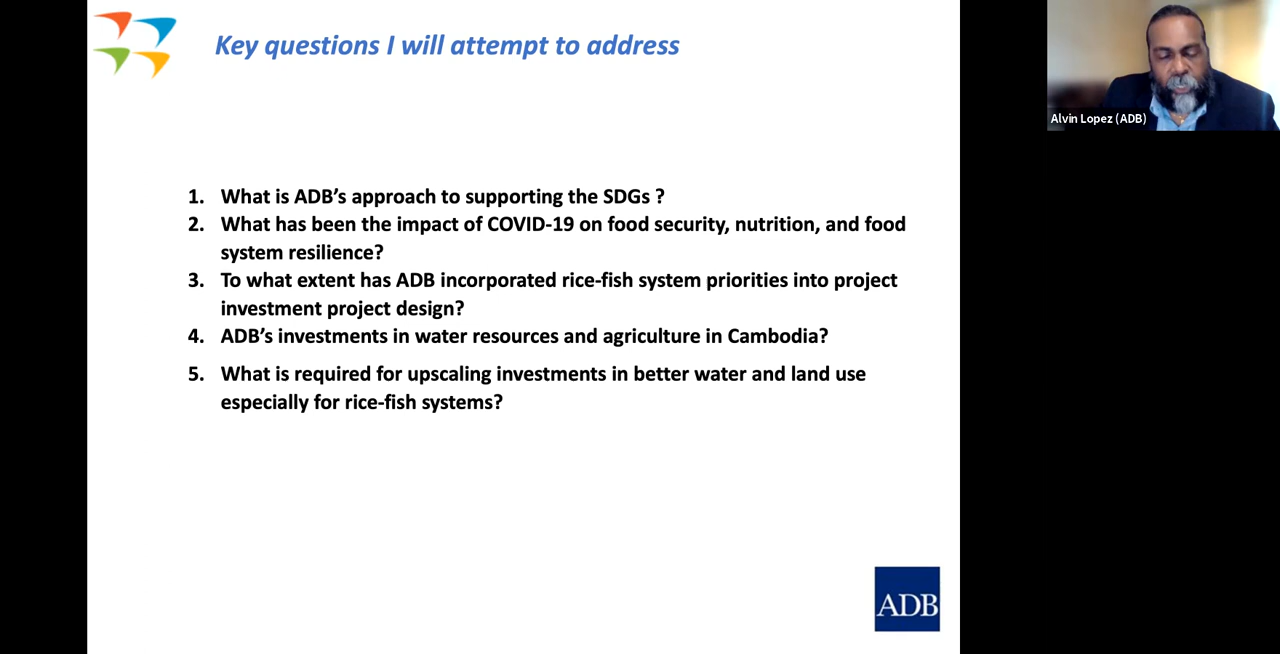 Key questions I will attempt to address
Alvin Lopez (ADB)
1. What is ADB's approach to supporting the SDGs ?
2. What has been the impact of COVID-19 on food security, nutrition, and food
system resilience?
3. To what extent has ADB incorporated rice-fish system priorities into project
investment project design?
4. ADB's investments in water resources and agriculture in Cambodia?
5. What is required for upscaling investments in better water and land use
especially for rice-fish systems?
ADB